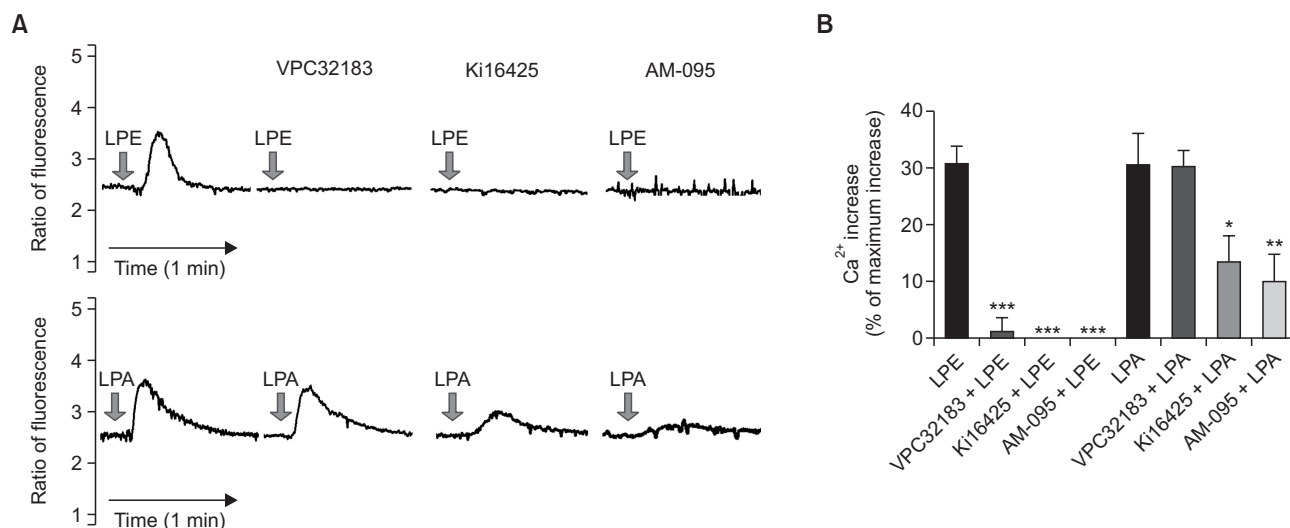 A
5
4
3
2
1
Ratio of fluorescence
VPC32183
Ki16425
AM-095
LPE
LPE
LPE
LPE
Time (1 min)
5
4
3
2
1
Ratio of fluorescence
LPA
LPA
LPA
LPA
Time (1 min)
B
Ca²⁺ increase
(% of maximum increase)
40
30
20
10
0
***
***
***
*
**
LPE
VPC32183 + LPE
Ki16425 + LPE
AM-095 + LPE
LPA
VPC32183 + LPA
Ki16425 + LPA
AM-095 + LPA